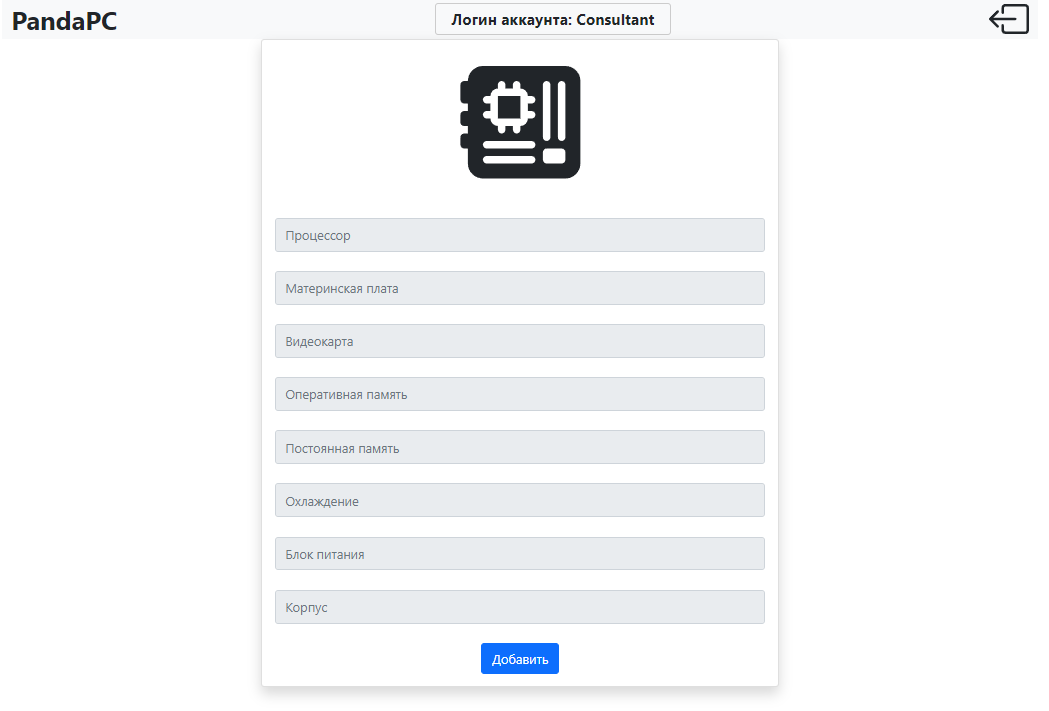 PandaPC
Логин аккаунта: Consultant
Процессор
Материнская плата
Видеокарта
Оперативная память
Постоянная память
Охлаждение
Блок питания
Корпус
Добавить